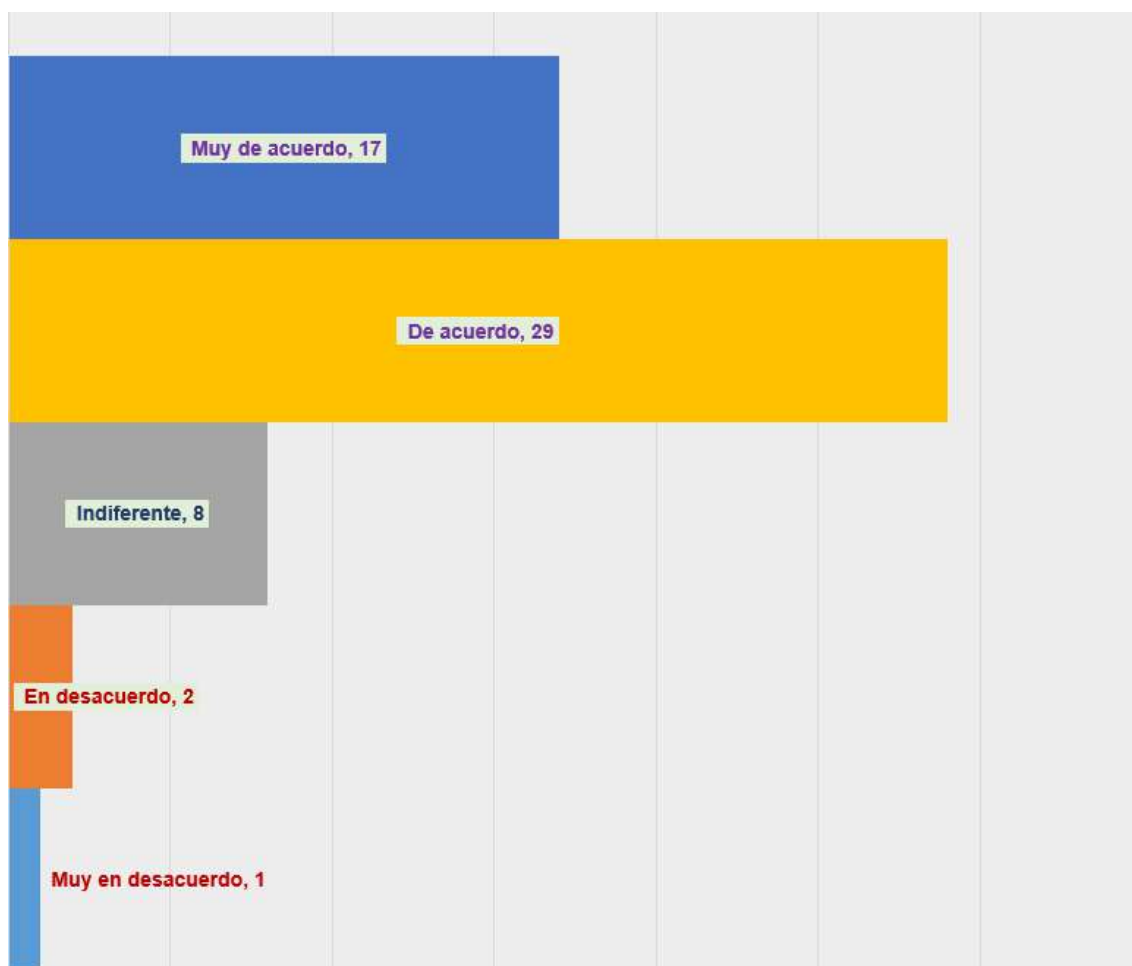 Muy de acuerdo, 17
De acuerdo, 29
Indiferente, 8
En desacuerdo, 2
Muy en desacuerdo, 1